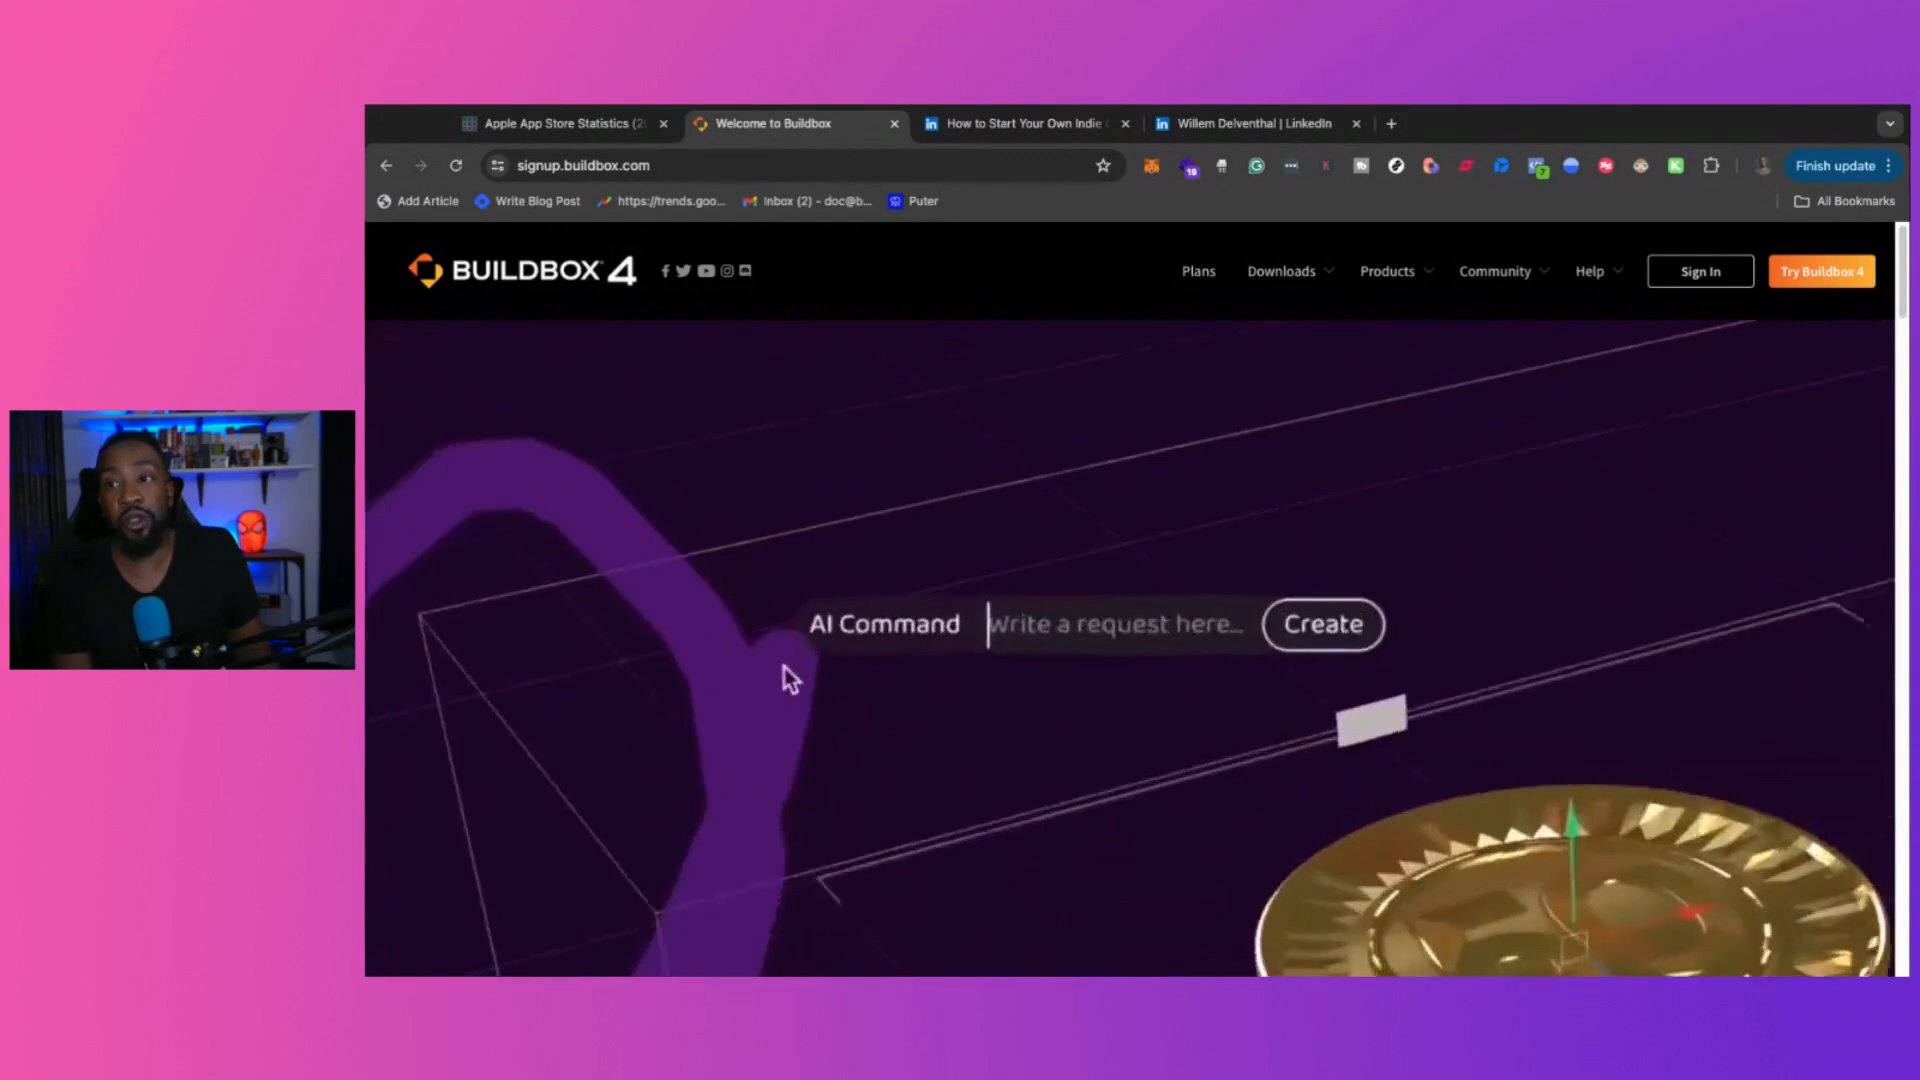 Apple App Store Statistics (2
Welcome to Buildbox
How to Start Your Own Indie
Willem Delventhal | LinkedIn
signup.buildbox.com
19
7
Finish update
Add Article
Write Blog Post
https://trends.goo...
Inbox (2) - doc@b...
Puter
All Bookmarks
BUILDBOX 4
Plans
Downloads
Products
Community
Help
Sign In
Try Buildbox 4
AI Command
Write a request here...
Create